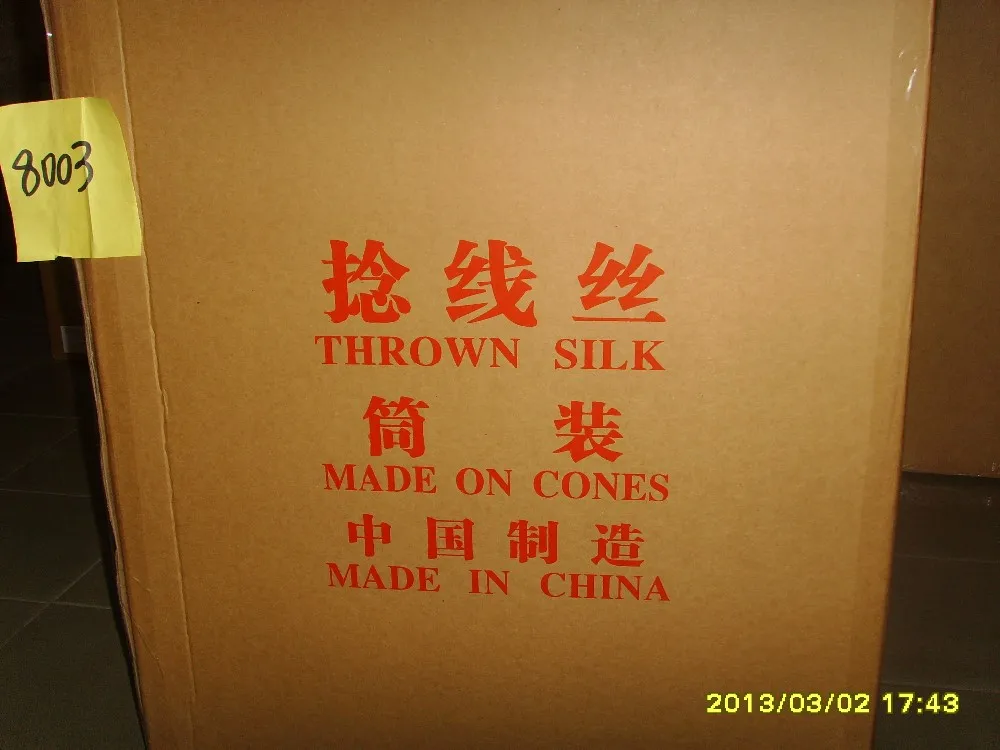 8003
捻线丝
THROWN SILK
筒装
MADE ON CONES
中国制造
MADE IN CHINA
2013/03/02 17:43